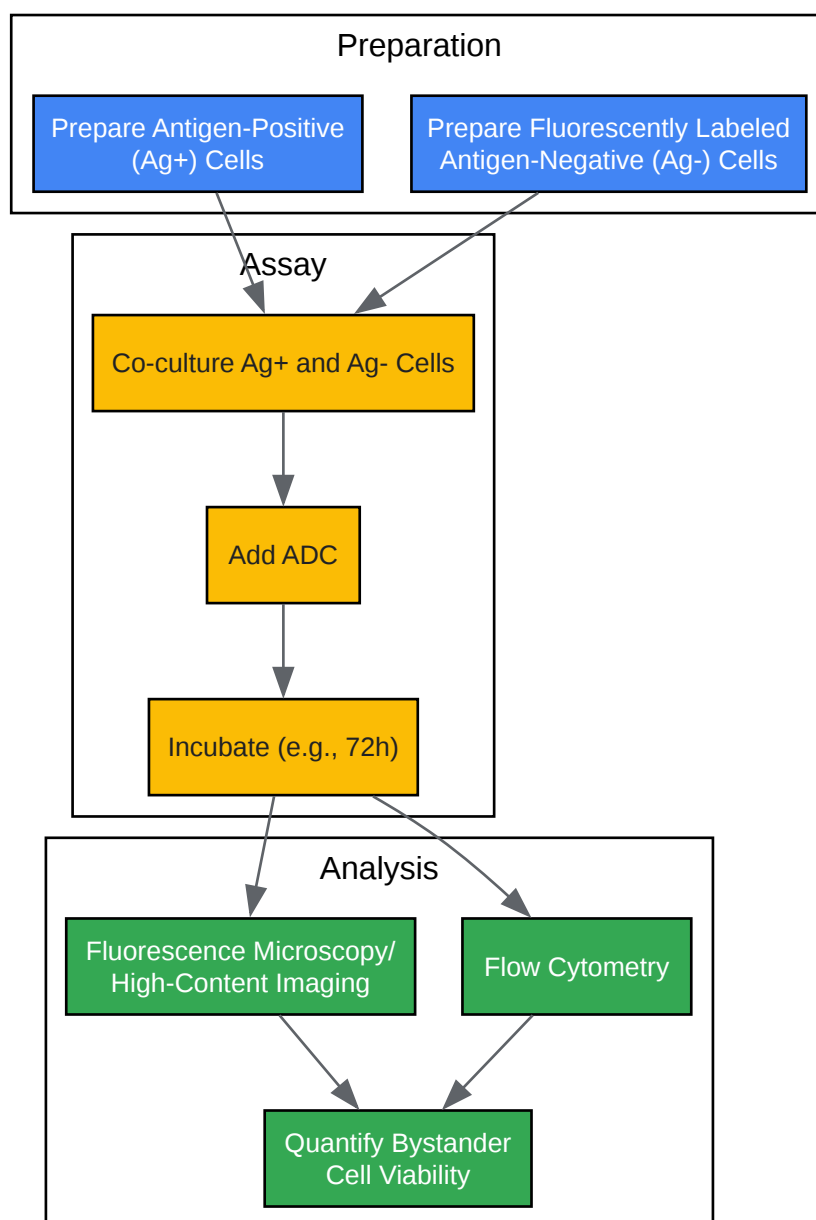 Preparation
Prepare Antigen-Positive
(Ag+) Cells
Prepare Fluorescently Labeled
Antigen-Negative (Ag-) Cells
Assay
Co-culture Ag+ and Ag- Cells
Add ADC
Incubate (e.g., 72h)
Analysis
Fluorescence Microscopy/
High-Content Imaging
Flow Cytometry
Quantify Bystander
Cell Viability